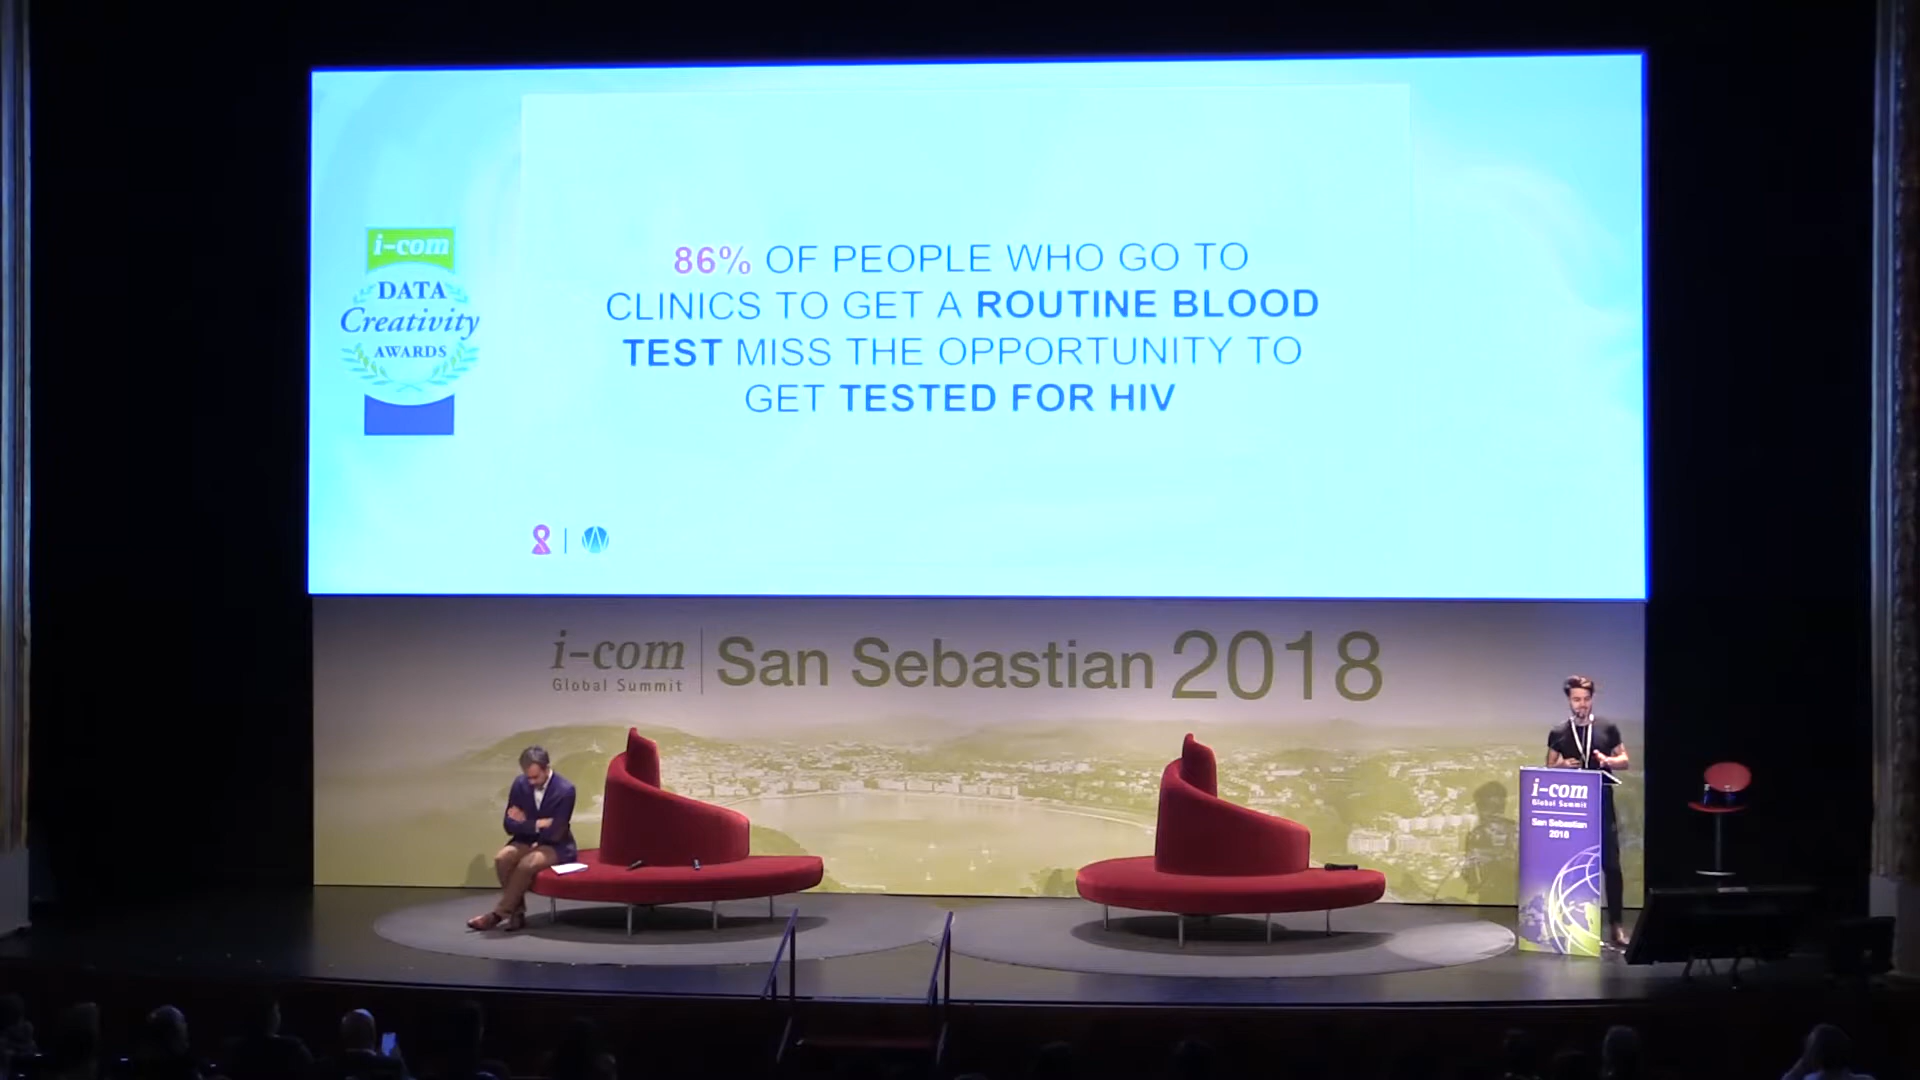 i-com
DATA
Creativity
AWARDS
86% OF PEOPLE WHO GO TO
CLINICS TO GET A ROUTINE BLOOD
TEST MISS THE OPPORTUNITY TO
GET TESTED FOR HIV
i-com
Global Summit
San Sebastian 2018
i-com
Global Summit
San Sebastian
2018